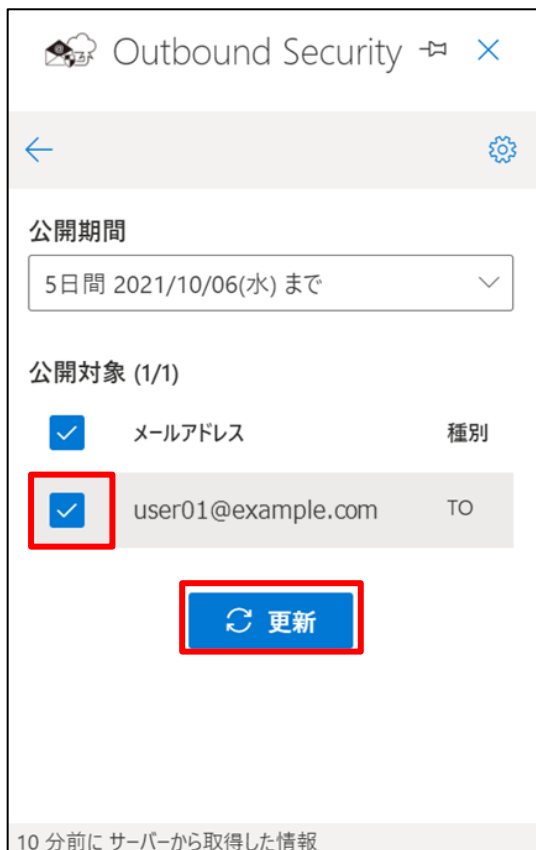 Outbound Security
公開期間
5日間 2021/10/06(水) まで
公開対象 (1/1)
メールアドレス 種別
user01@example.com TO
更新
10 分前に サーバーから取得した情報